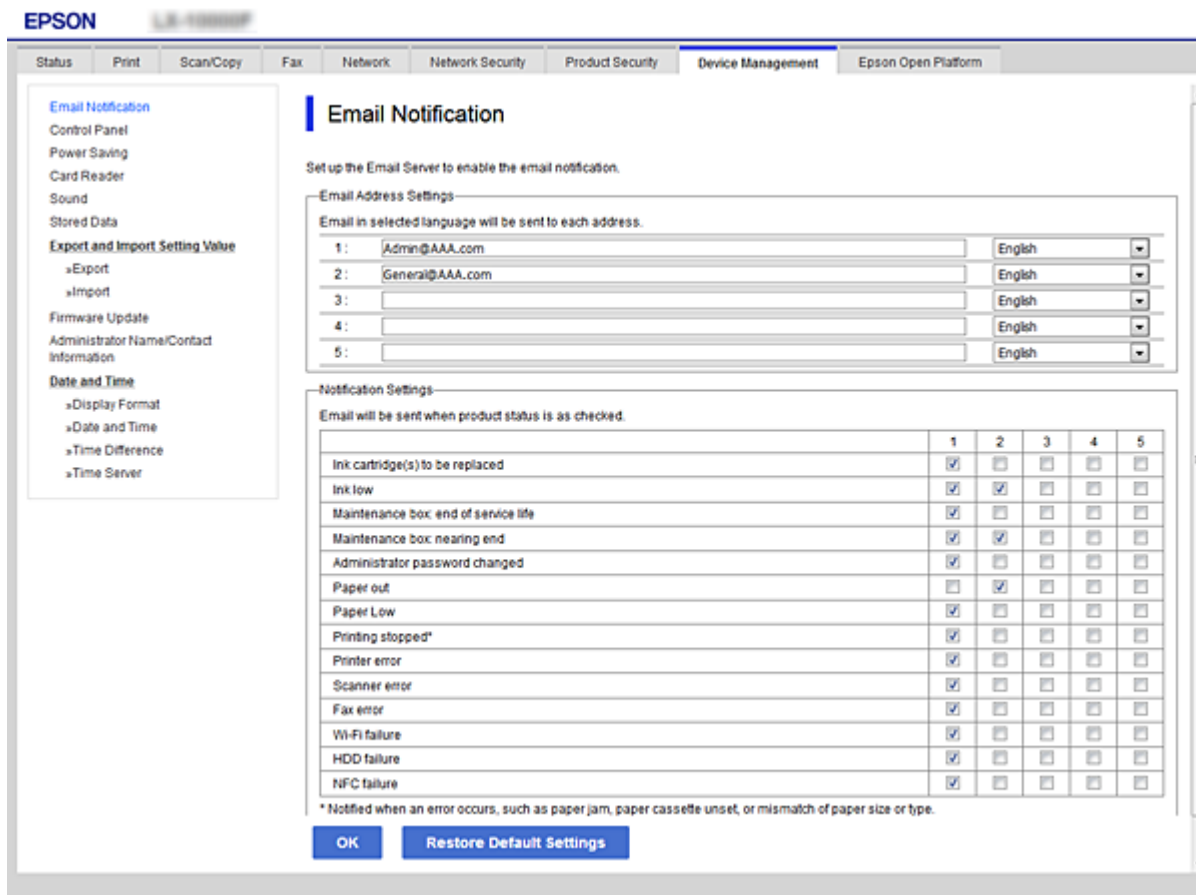 EPSON
Status Print Scan/Copy Fax Network Network Security Product Security Device Management Epson Open Platform
Email Notification
Control Panel
Power Saving
Card Reader
Sound
Stored Data
Export and Import Setting Value
»Export
»Import
Firmware Update
Administrator Name/Contact
Information
Date and Time
»Display Format
»Date and Time
»Time Difference
»Time Server
Email Notification
Set up the Email Server to enable the email notification.
Email Address Settings
Email in selected language will be sent to each address.
1 : Admin@AAA.com English
2 : General@AAA.com English
3 : English
4 : English
5 : English
Notification Settings
Email will be sent when product status is as checked.
1 2 3 4 5
Ink cartridge(s) to be replaced
Ink low
Maintenance box: end of service life
Maintenance box: nearing end
Administrator password changed
Paper out
Paper Low
Printing stopped*
Printer error
Scanner error
Fax error
Wi-Fi failure
HDD failure
NFC failure
* Notified when an error occurs, such as paper jam, paper cassette unset, or mismatch of paper size or type.
OK Restore Default Settings